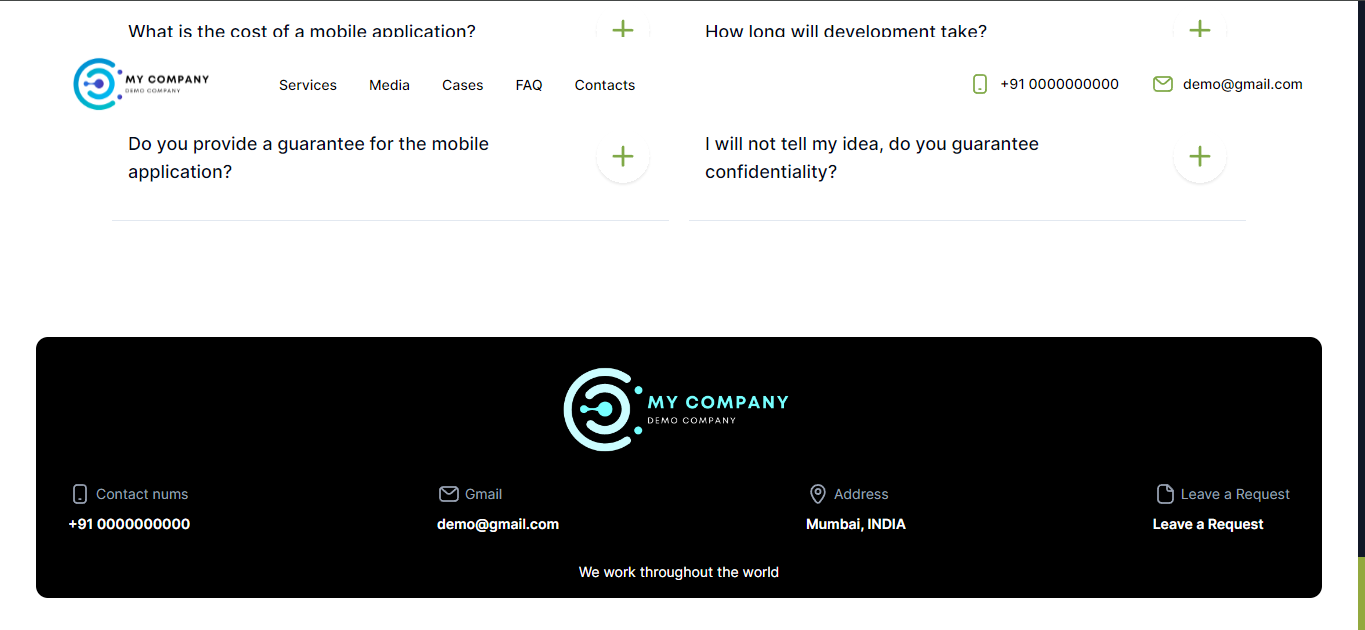 What is the cost of a mobile application?
How long will development take?
MY COMPANY
DEMO COMPANY
Services
Media
Cases
FAQ
Contacts
+91 0000000000
demo@gmail.com
Do you provide a guarantee for the mobile
application?
I will not tell my idea, do you guarantee
confidentiality?
MY COMPANY
DEMO COMPANY
Contact nums
+91 0000000000
Gmail
demo@gmail.com
Address
Mumbai, INDIA
Leave a Request
Leave a Request
We work throughout the world